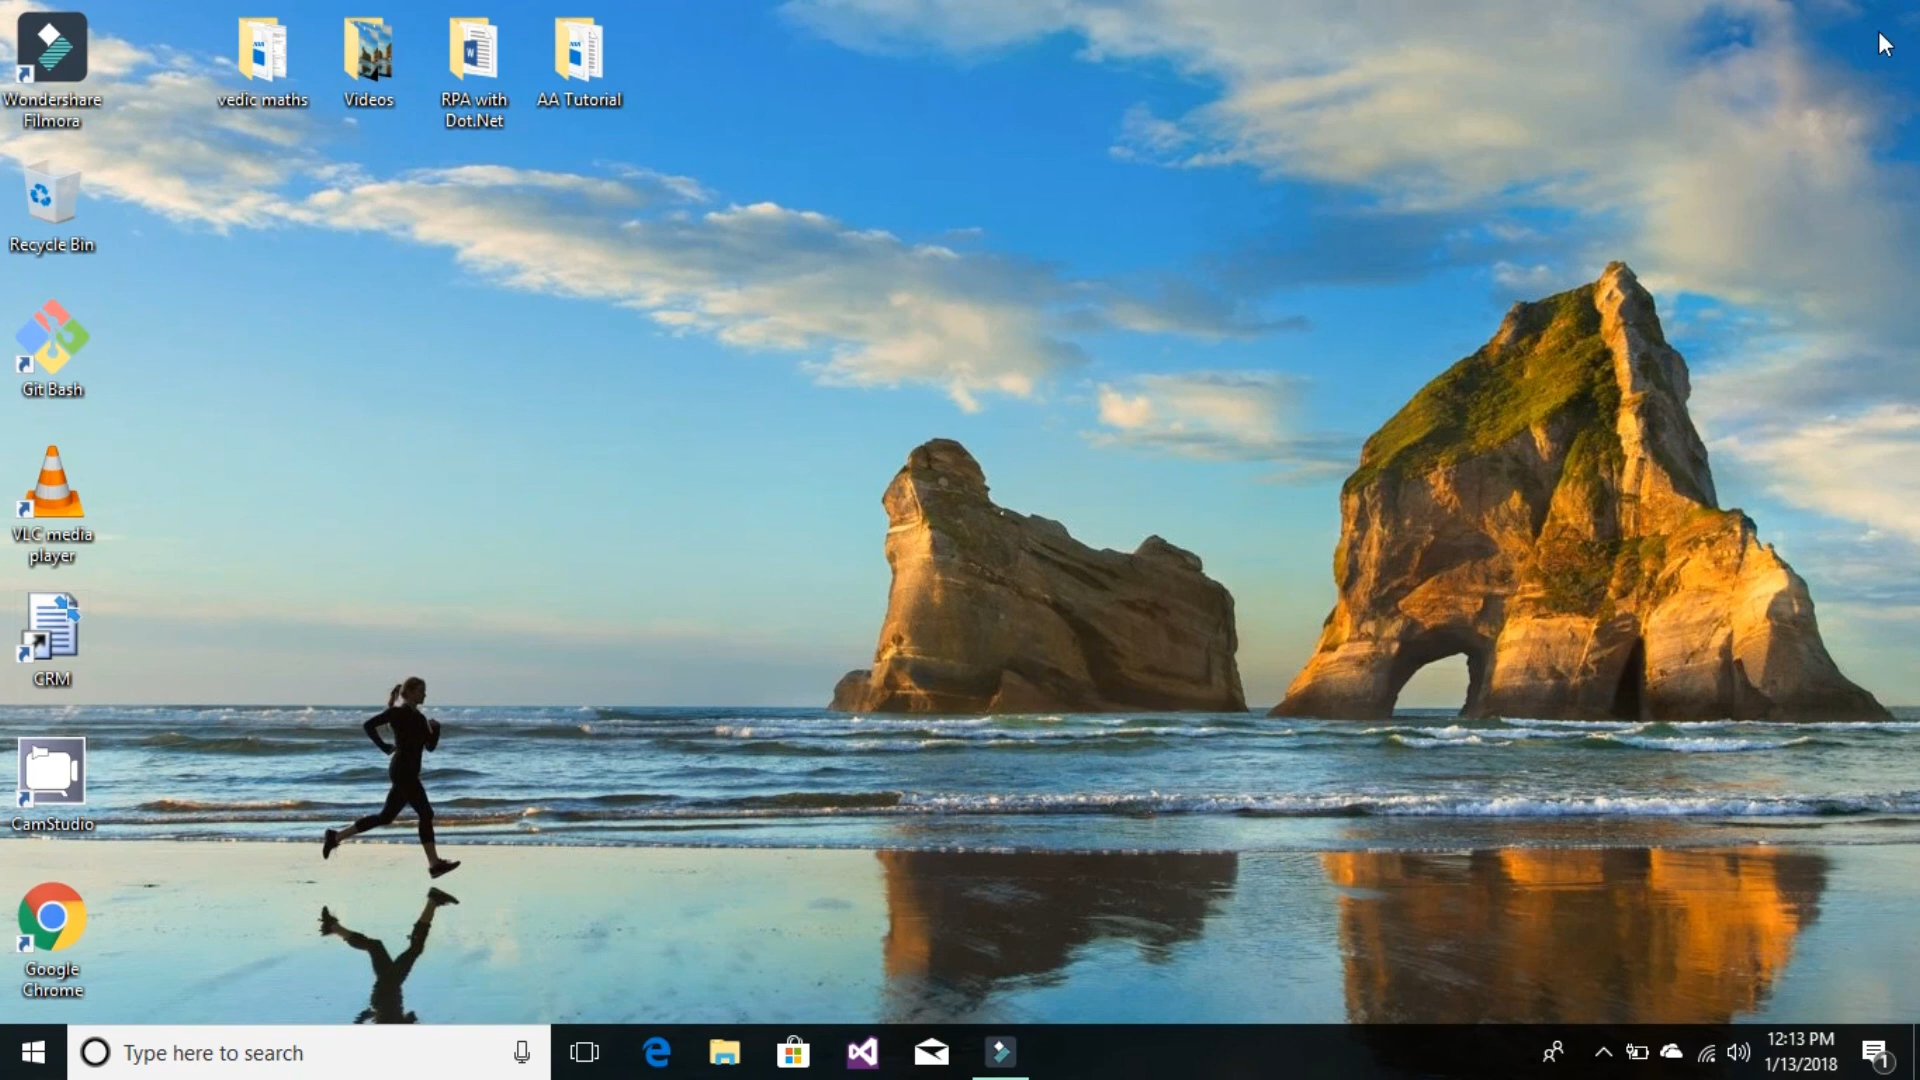 Wondershare
Filmora
vedic maths
Videos
RPA with
Dot.Net
AA Tutorial
Recycle Bin
Git Bash
VLC media
player
CRM
CamStudio
Google
Chrome
Type here to search
12:13 PM
1/13/2018
1